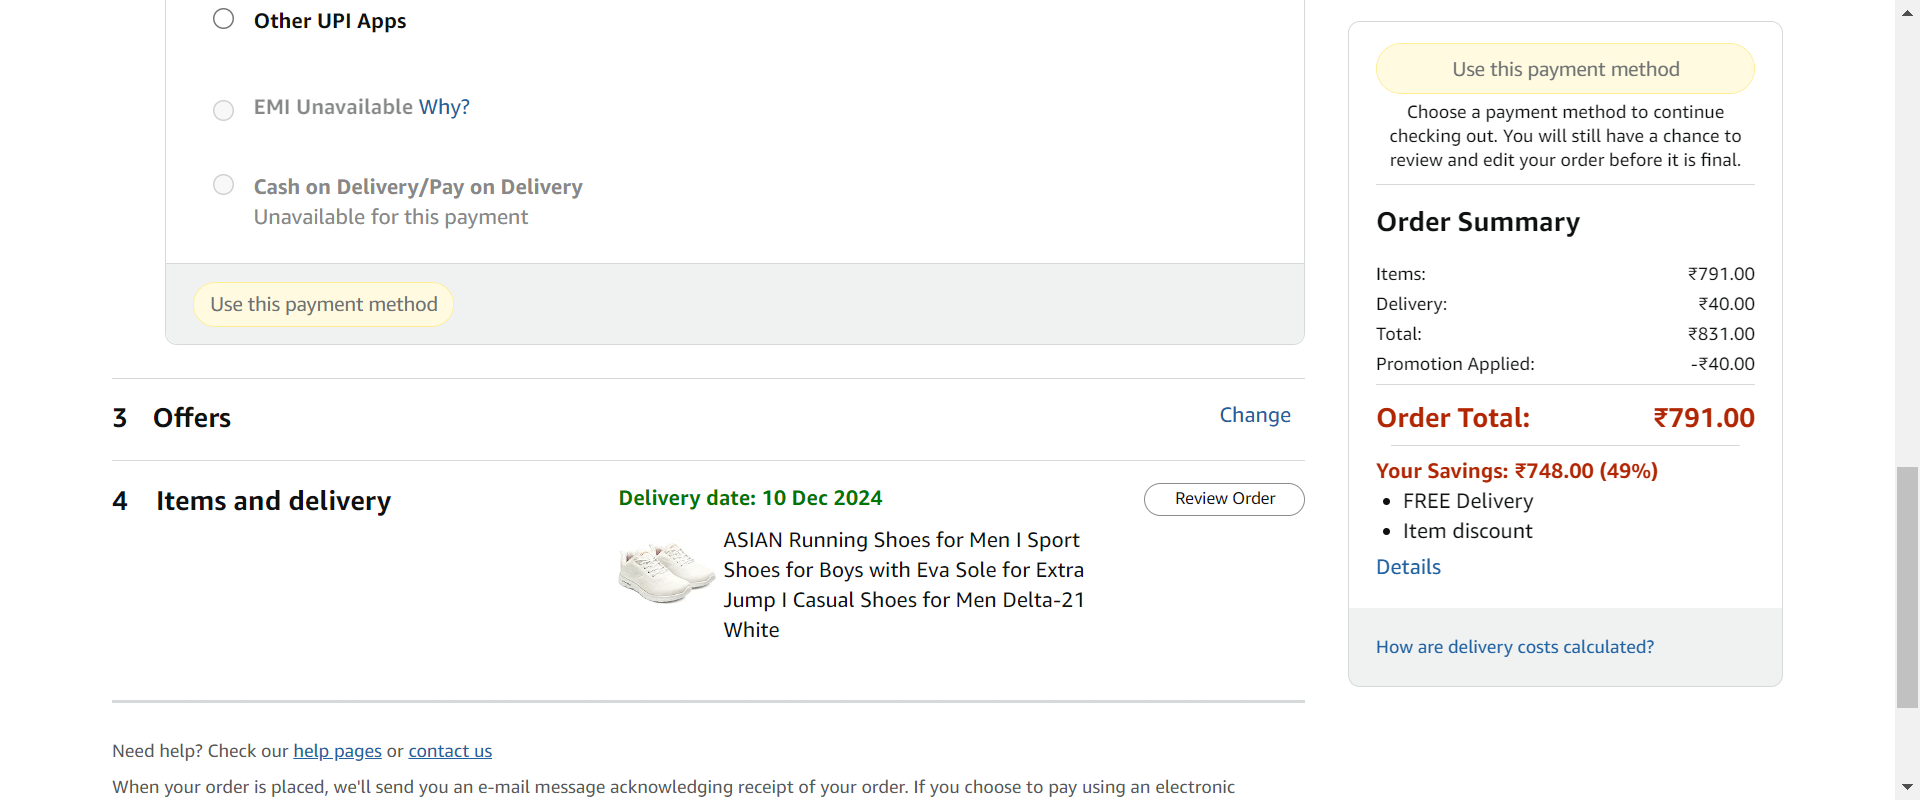 Other UPI Apps
EMI Unavailable Why?
Cash on Delivery/Pay on Delivery
Unavailable for this payment
Use this payment method
3 Offers
Change
4 Items and delivery
Delivery date: 10 Dec 2024
Review Order
ASIAN Running Shoes for Men I Sport
Shoes for Boys with Eva Sole for Extra
Jump I Casual Shoes for Men Delta-21
White
Need help? Check our help pages or contact us
When your order is placed, we'll send you an e-mail message acknowledging receipt of your order. If you choose to pay using an electronic
Use this payment method
Choose a payment method to continue
checking out. You will still have a chance to
review and edit your order before it is final.
Order Summary
Items: ₹791.00
Delivery: ₹40.00
Total: ₹831.00
Promotion Applied: -₹40.00
Order Total: ₹791.00
Your Savings: ₹748.00 (49%)
• FREE Delivery
• Item discount
Details
How are delivery costs calculated?